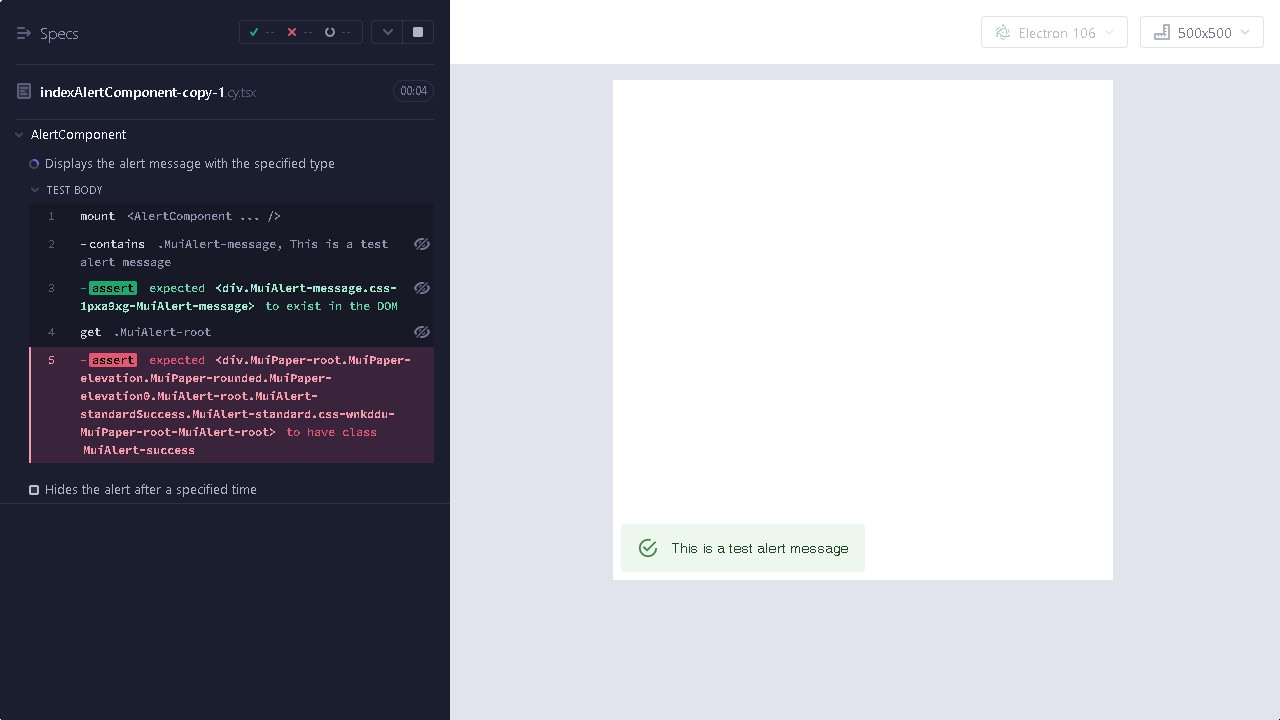 Specs
-- -- --
indexAlertComponent-copy-1.cy.tsx 00:04
AlertComponent
Displays the alert message with the specified type
TEST BODY
1 mount <AlertComponent ... />
2 -contains .MuiAlert-message, This is a test
alert message
3 -assert expected <div.MuiAlert-message.css-
1pxa9xg-MuiAlert-message> to exist in the DOM
4 get .MuiAlert-root
5 -assert expected <div.MuiPaper-root.MuiPaper-
elevation.MuiPaper-rounded.MuiPaper-
elevation0.MuiAlert-root.MuiAlert-
standardSuccess.MuiAlert-standard.css-wnkddu-
MuiPaper-root-MuiAlert-root> to have class
MuiAlert-success
Hides the alert after a specified time
Electron 106
500x500
This is a test alert message